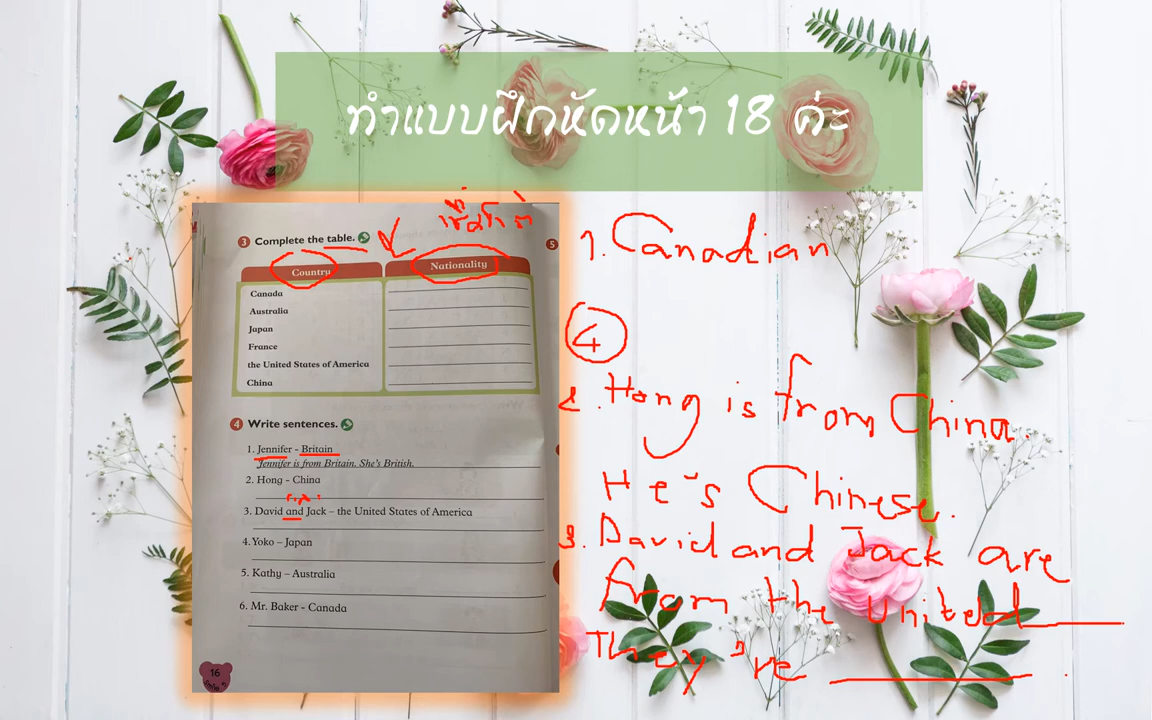 ทำแบบฝึกหัดหน้า 18 ค่ะ
3 Complete the table.
5
Country Nationality
Canada
Australia
Japan
France
the United States of America
China
4 Write sentences.
1. Jennifer - Britain
Jennifer is from Britain. She's British.
2. Hong - China
3. David and Jack – the United States of America
4. Yoko – Japan
5. Kathy – Australia
6. Mr. Baker - Canada
16
1. Canadian
4
2. Hong is from China.
He's Chinese.
3. David and Jack are
from the United
They 're